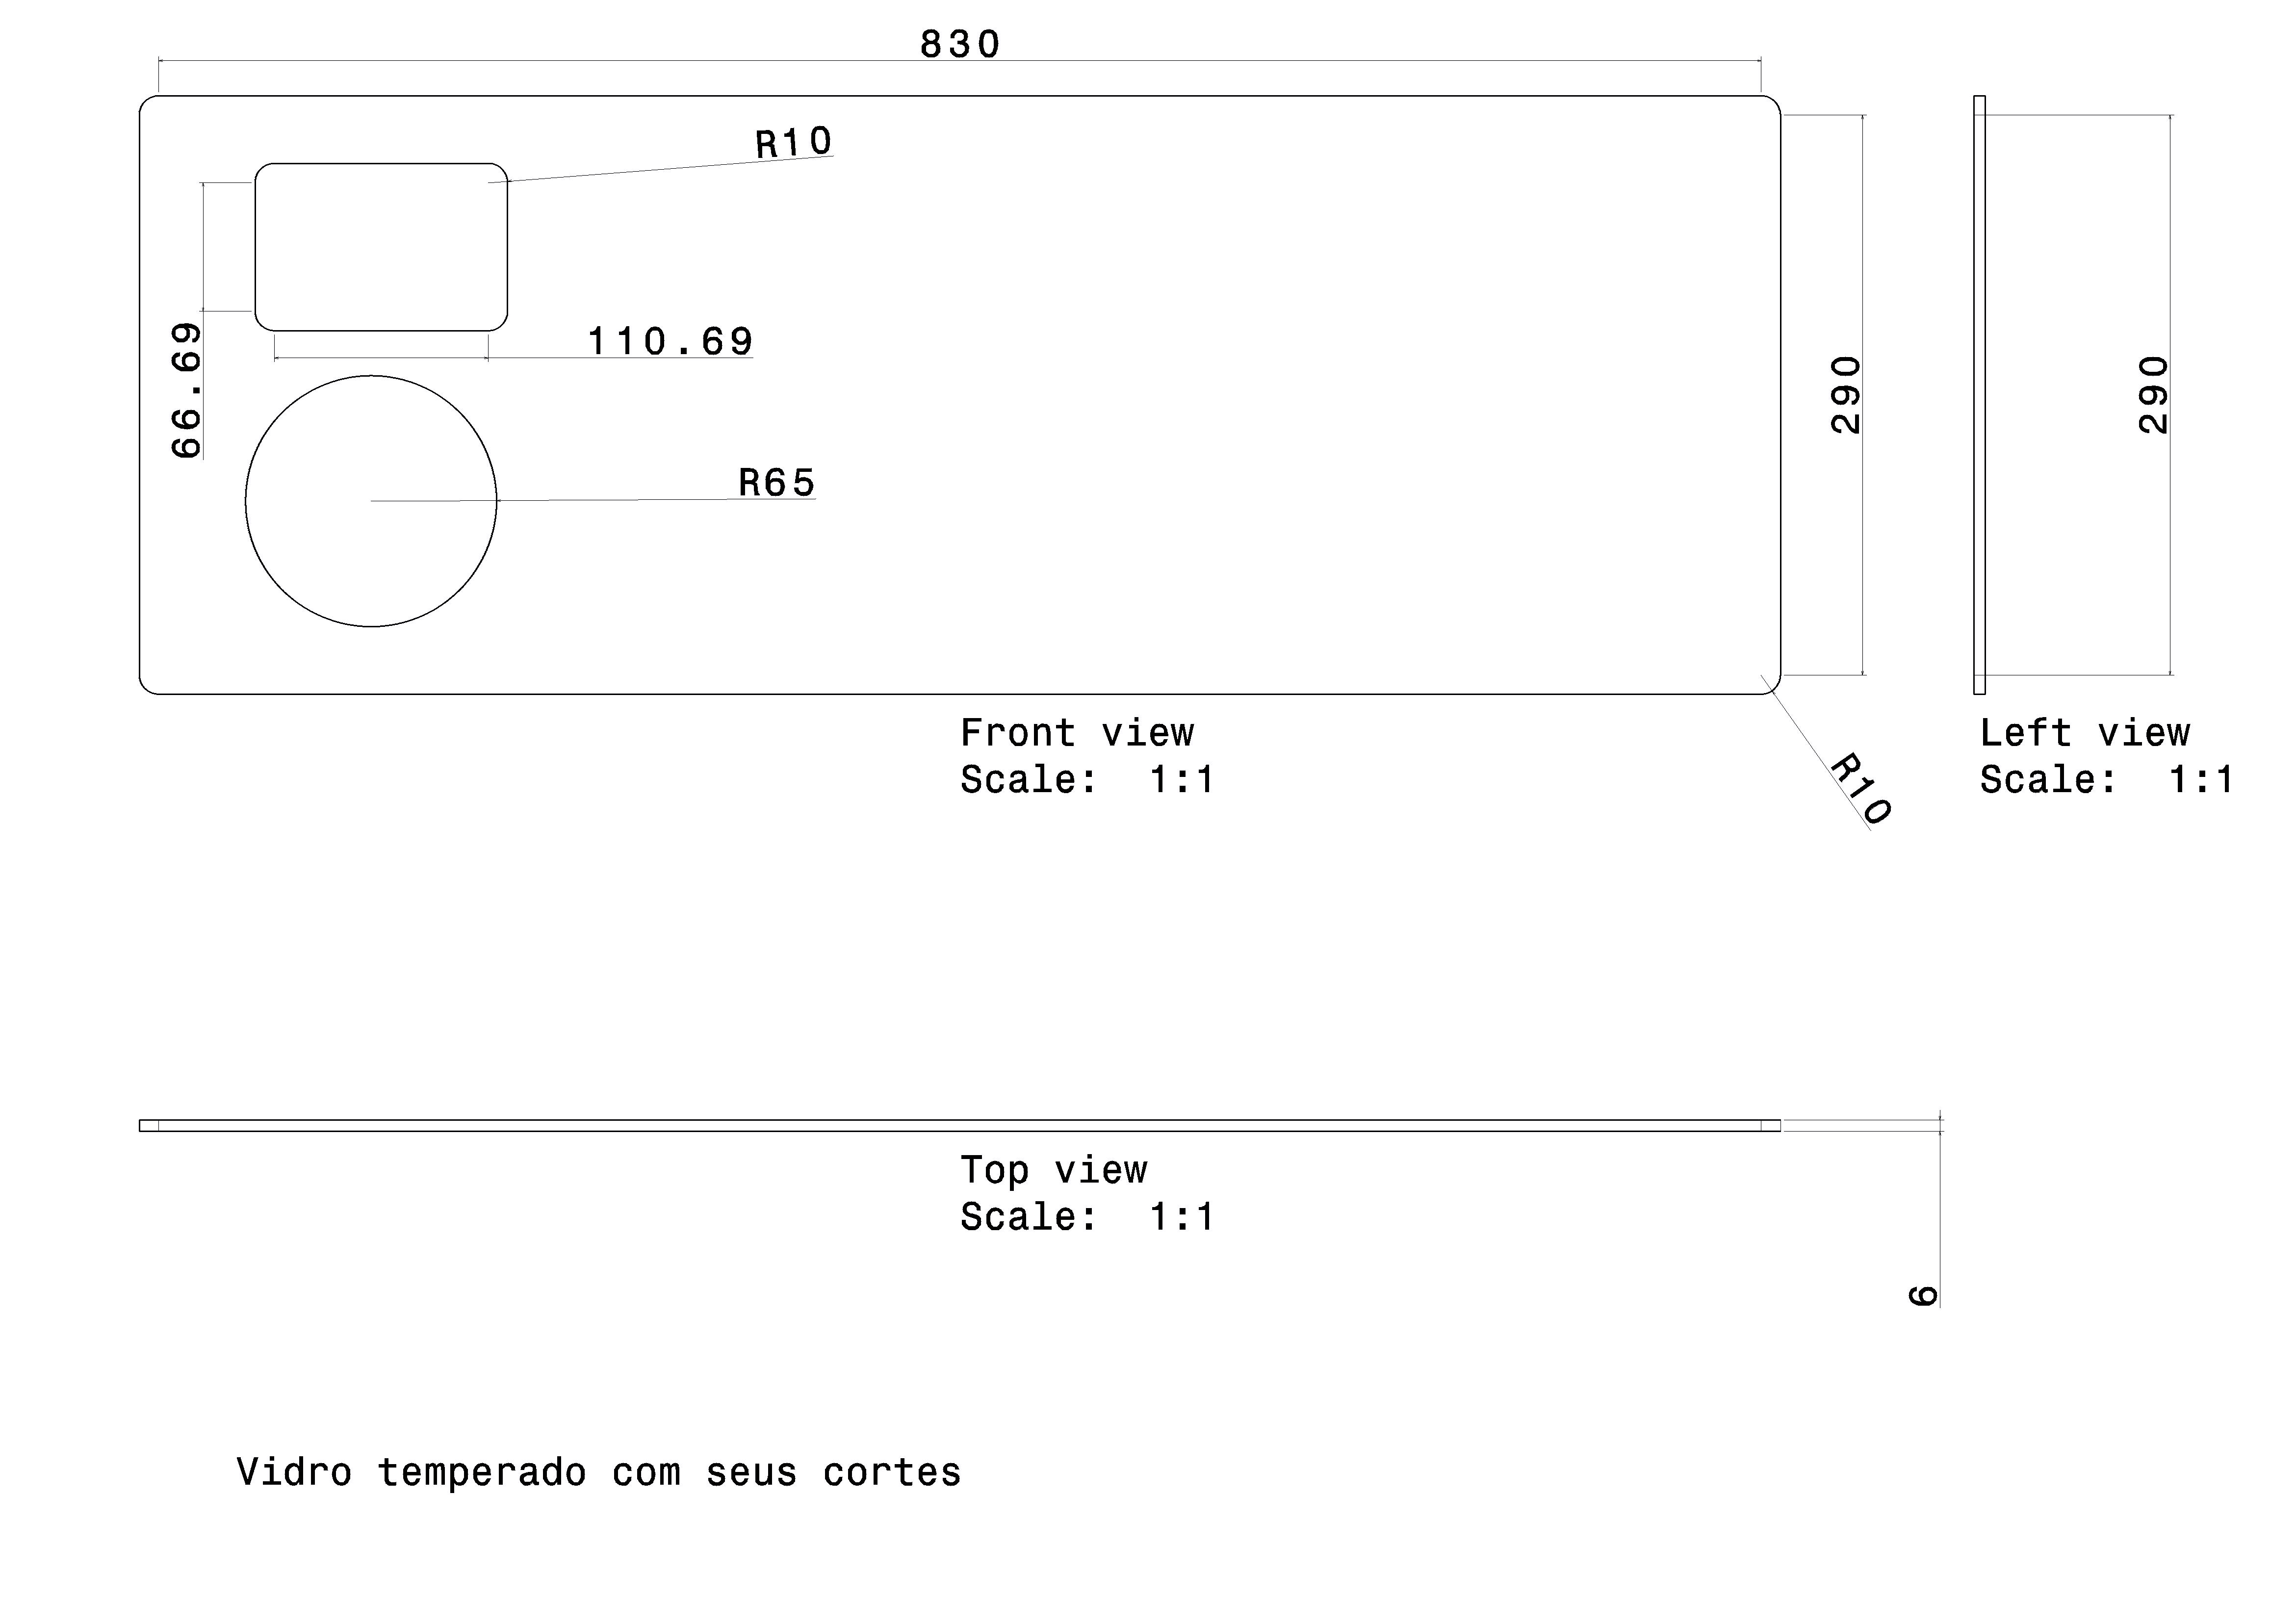 830
R10
66.69
110.69
R65
290
290
Front view
Scale:  1:1
R10
Left view
Scale:  1:1
Top view
Scale:  1:1
6
Vidro temperado com seus cortes